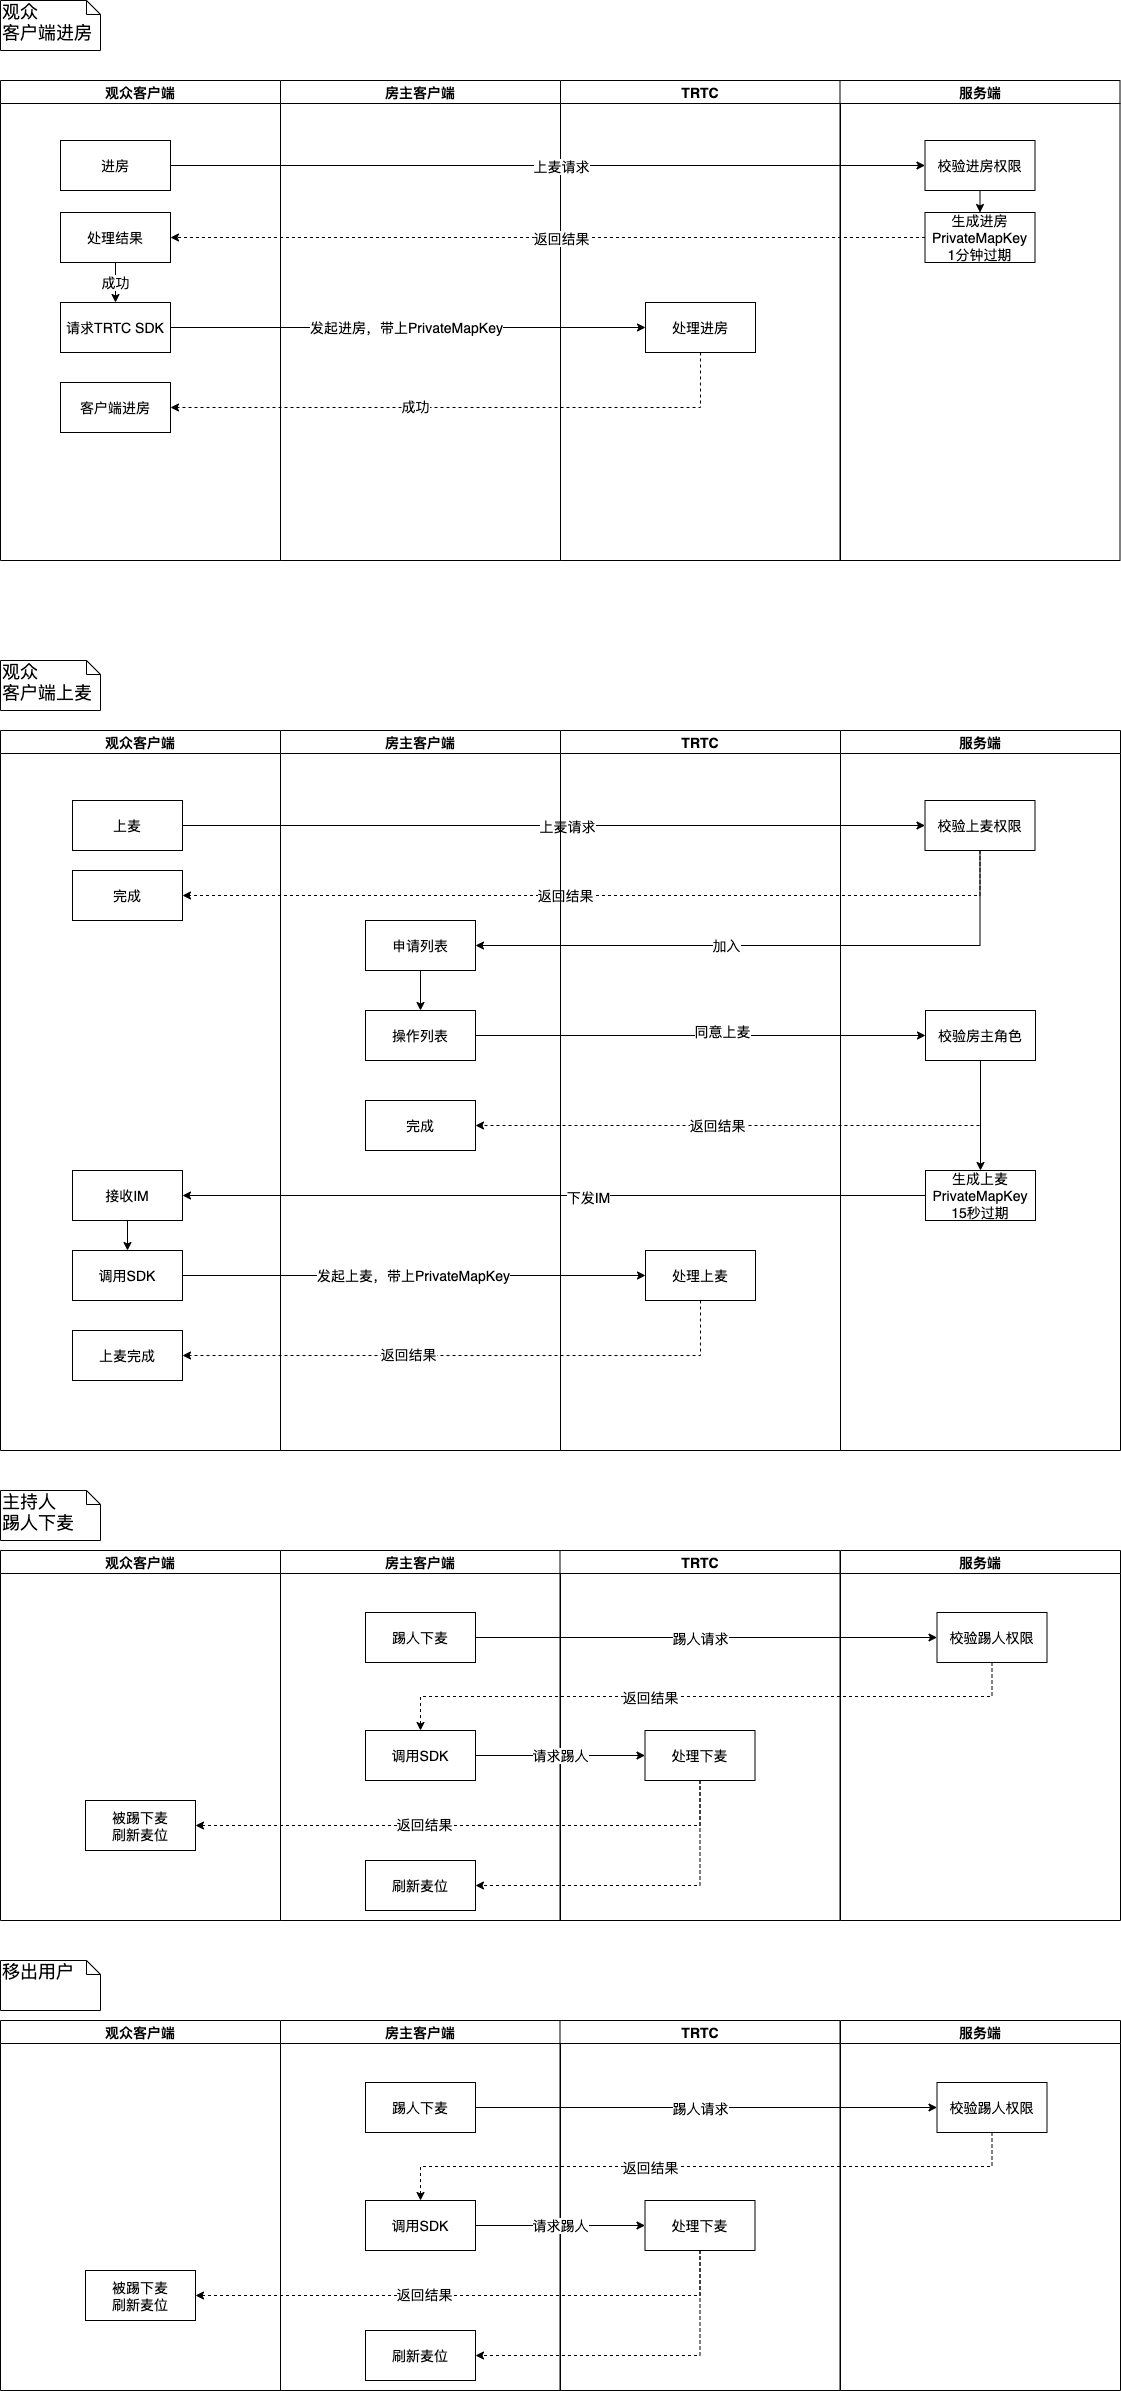 观众
客户端进房
观众客户端
房主客户端
TRTC
服务端
进房
上麦请求
校验进房权限
处理结果
返回结果
生成进房
PrivateMapKey
1分钟过期
成功
请求TRTC SDK
发起进房，带上PrivateMapKey
处理进房
客户端进房
成功
观众
客户端上麦
观众客户端
房主客户端
TRTC
服务端
上麦
上麦请求
校验上麦权限
完成
返回结果
申请列表
加入
操作列表
同意上麦
校验房主角色
完成
返回结果
接收IM
下发IM
生成上麦
PrivateMapKey
15秒过期
调用SDK
发起上麦，带上PrivateMapKey
处理上麦
上麦完成
返回结果
主持人
踢人下麦
观众客户端
房主客户端
TRTC
服务端
踢人下麦
踢人请求
校验踢人权限
返回结果
调用SDK
请求踢人
处理下麦
被踢下麦
刷新麦位
返回结果
刷新麦位
移出用户
观众客户端
房主客户端
TRTC
服务端
踢人下麦
踢人请求
校验踢人权限
返回结果
调用SDK
请求踢人
处理下麦
被踢下麦
刷新麦位
返回结果
刷新麦位